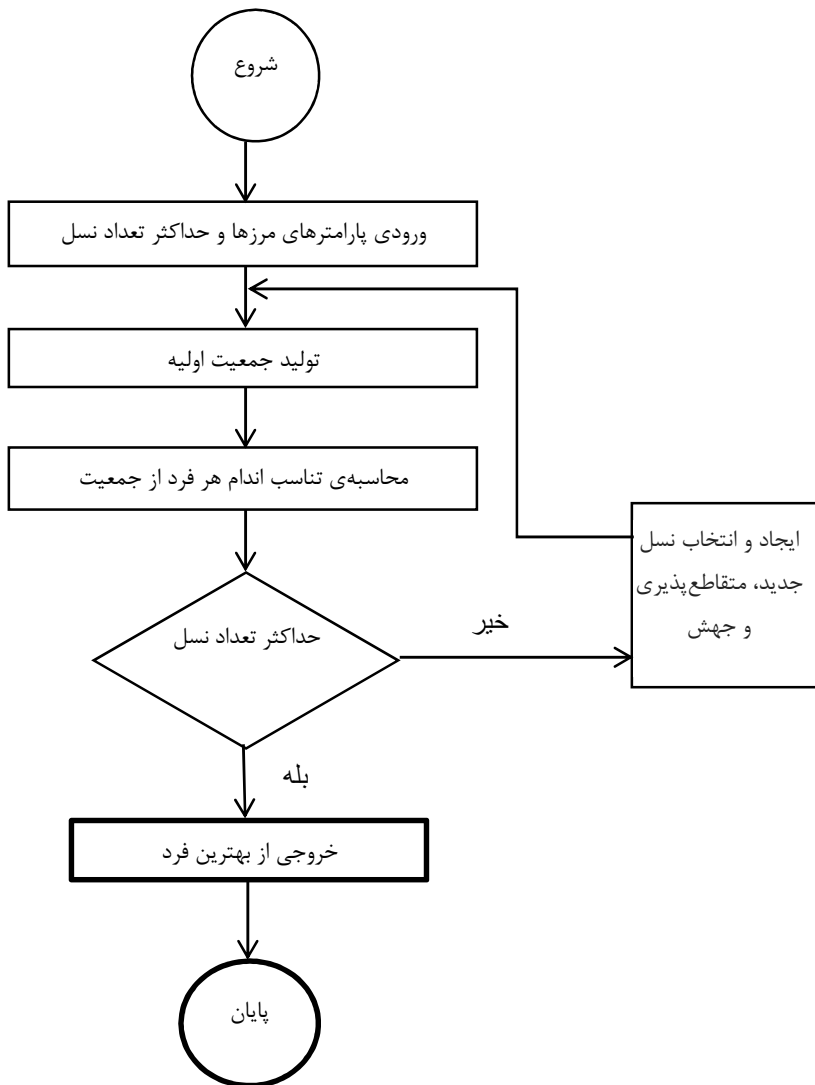 شروع
ورودی پارامترهای مرزها و حداکثر تعداد نسل
تولید جمعیت اولیه
محاسبه‌ی تناسب اندام هر فرد از جمعیت
ایجاد و انتخاب نسل
جدید، متقاطع‌پذیری
و جهش
حداکثر تعداد نسل
خیر
بله
خروجی از بهترین فرد
پایان